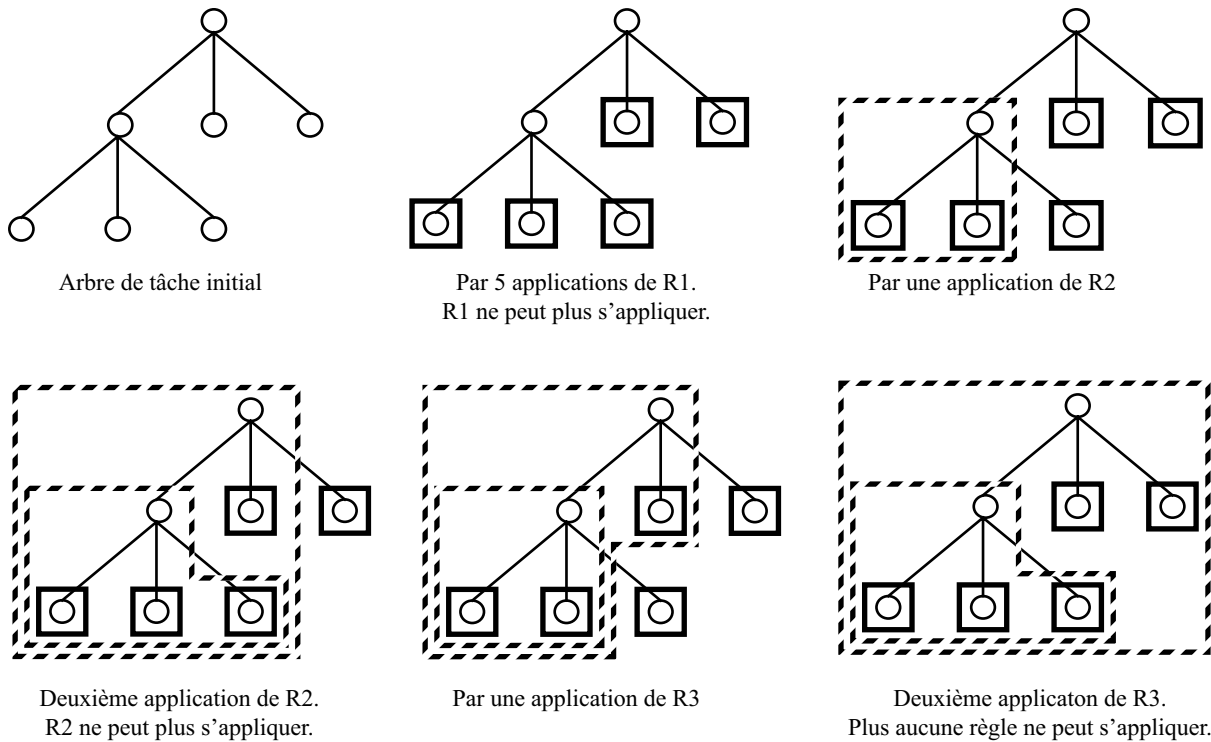 Arbre de tâche initial
Par 5 applications de R1.
R1 ne peut plus s’appliquer.
Par une application de R2
Deuxième application de R2.
R2 ne peut plus s’appliquer.
Par une application de R3
Deuxième applicaton de R3.
Plus aucune règle ne peut s’appliquer.